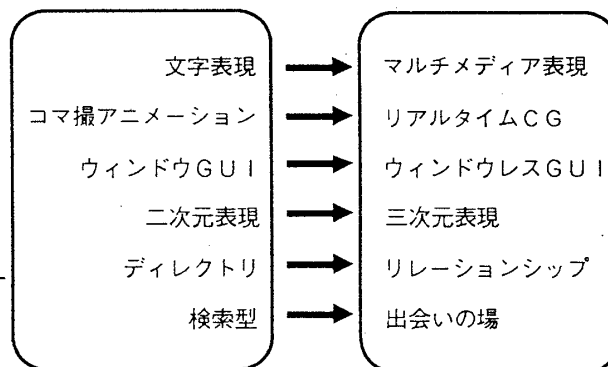 文字表現 → マルチメディア表現
コマ撮アニメーション → リアルタイムCG
ウィンドウGUI → ウィンドウレスGUI
二次元表現 → 三次元表現
ディレクトリ → リレーションシップ
検索型 → 出会いの場